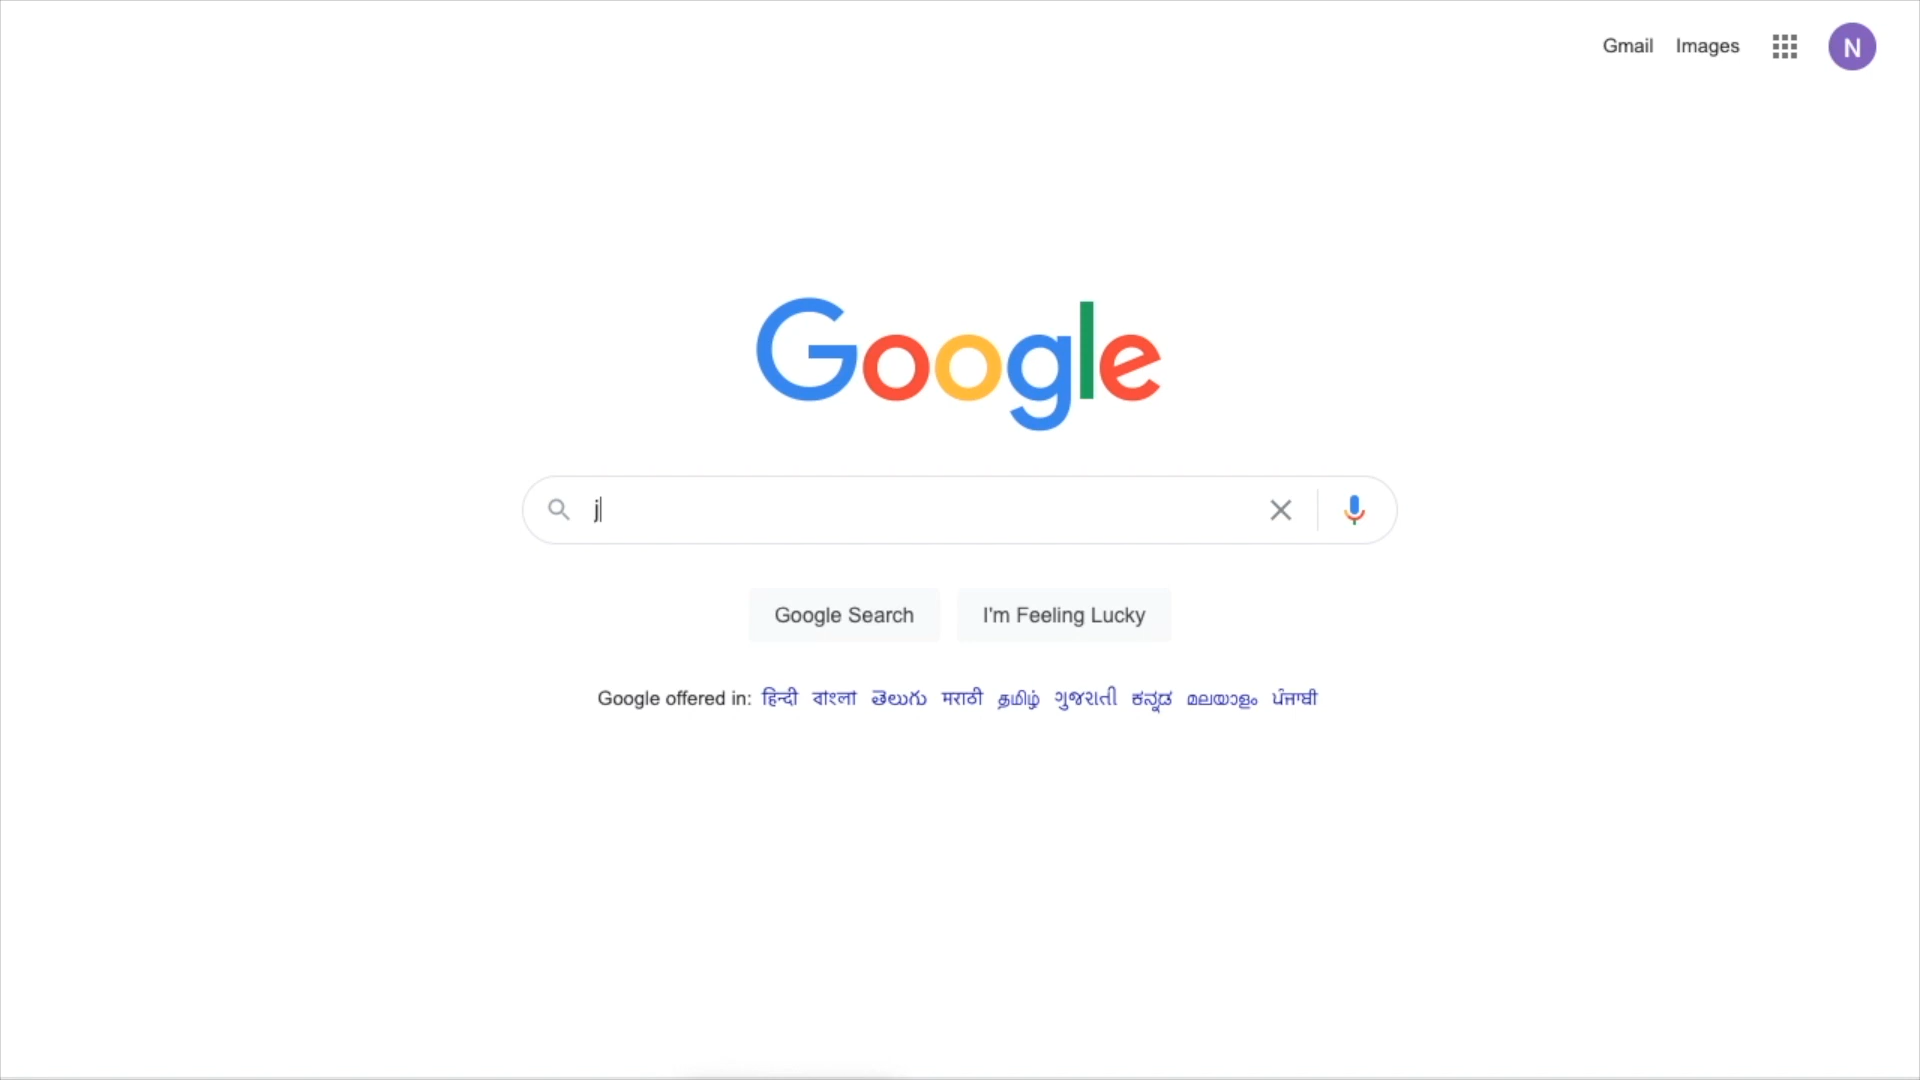 Gmail Images N
Google
j
Google Search I'm Feeling Lucky
Google offered in: हिन्दी বাংলা తెలుగు मराठी தமிழ் ગુજરાતી ಕನ್ನಡ മലയാളം ਪੰਜਾਬੀ